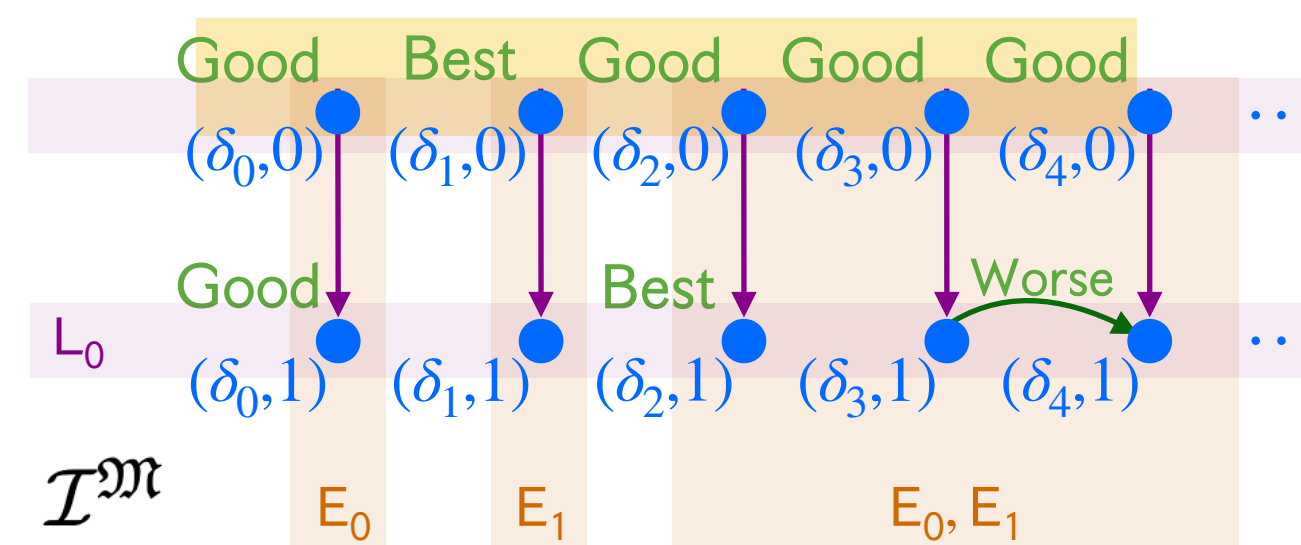 Good Best Good Good Good
(δ₀,0) (δ₁,0) (δ₂,0) (δ₃,0) (δ₄,0) ··
Good Best Worse
L₀ ··
(δ₀,1) (δ₁,1) (δ₂,1) (δ₃,1) (δ₄,1)
ℐ^𝔐 E₀ E₁ E₀, E₁